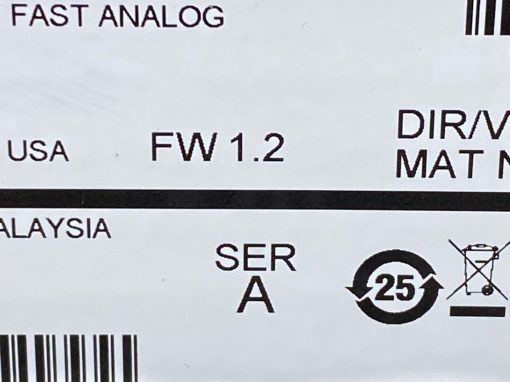 FAST ANALOG
USA
FW 1.2
DIR/V
MAT N
ALAYSIA
SER
A
25